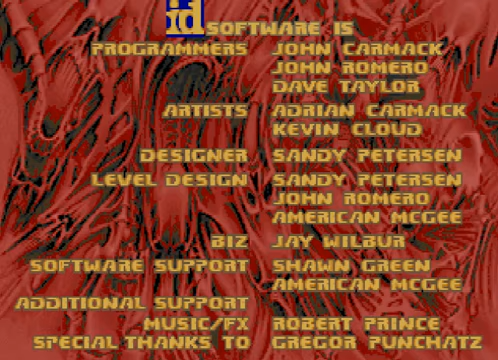 id SOFTWARE IS
PROGRAMMERS JOHN CARMACK
JOHN ROMERO
DAVE TAYLOR
ARTISTS ADRIAN CARMACK
KEVIN CLOUD
DESIGNER SANDY PETERSEN
LEVEL DESIGN SANDY PETERSEN
JOHN ROMERO
AMERICAN MCGEE
BIZ JAY WILBUR
SOFTWARE SUPPORT SHAWN GREEN
AMERICAN MCGEE
ADDITIONAL SUPPORT
MUSIC/FX ROBERT PRINCE
SPECIAL THANKS TO GREGOR PUNCHATZ